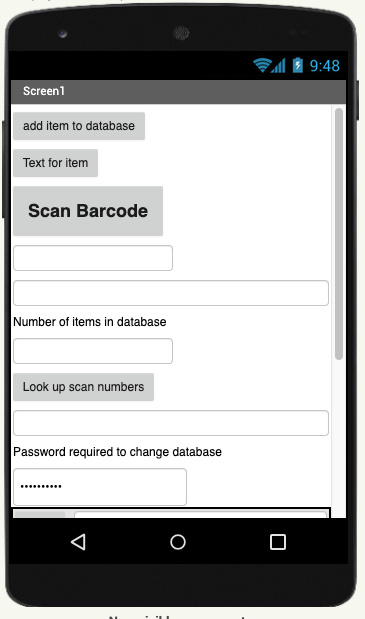 9:48
Screen1
add item to database
Text for item
Scan Barcode
Number of items in database
Look up scan numbers
Password required to change database
••••••••••